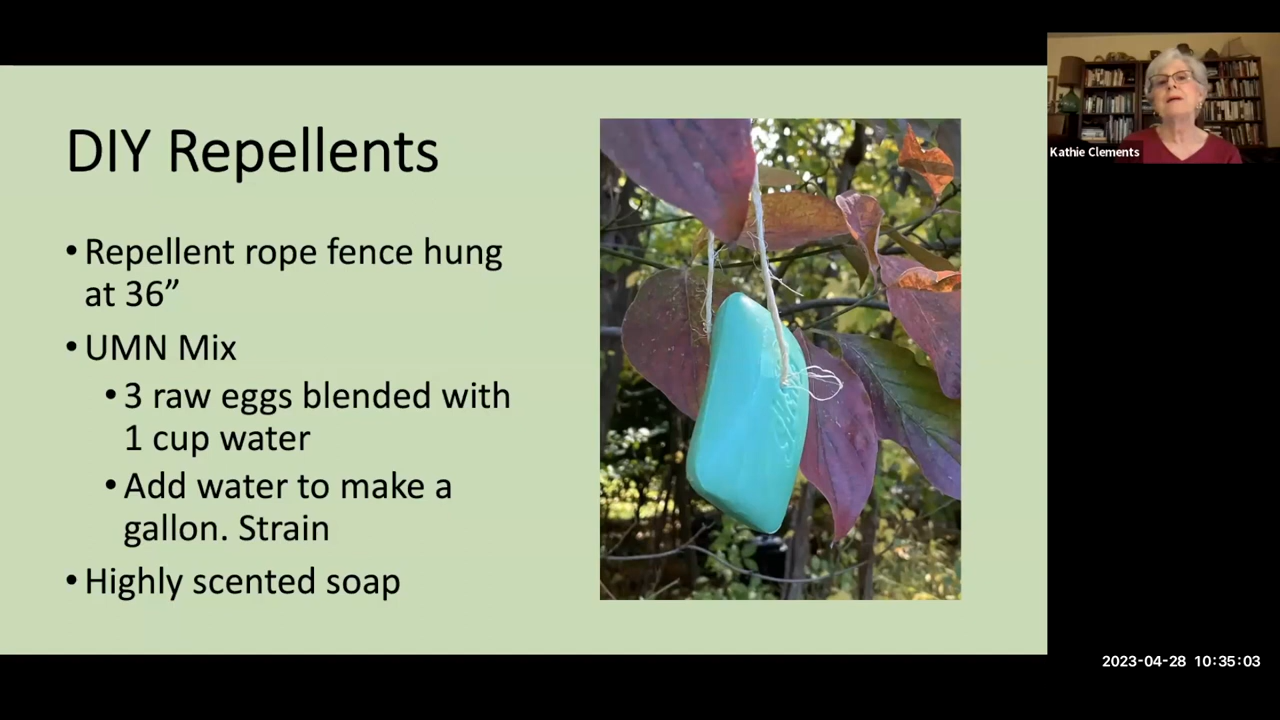 DIY Repellents
• Repellent rope fence hung
at 36”
• UMN Mix
• 3 raw eggs blended with
1 cup water
• Add water to make a
gallon. Strain
• Highly scented soap
Kathie Clements
2023-04-28 10:35:03